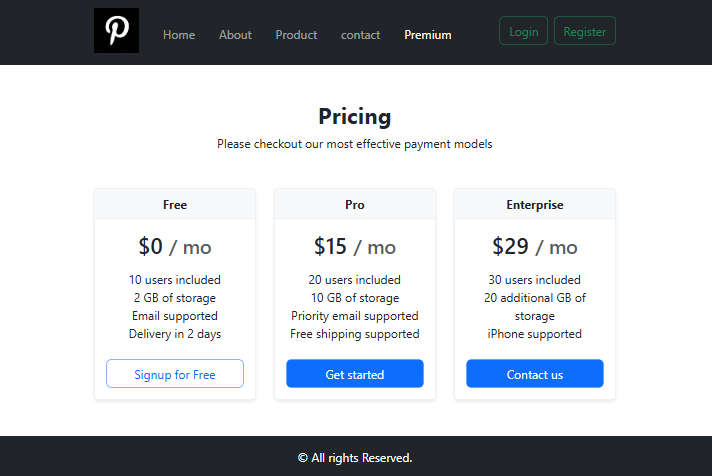 Home About Product contact Premium Login Register
Pricing
Please checkout our most effective payment models
Free
$0 / mo
10 users included
2 GB of storage
Email supported
Delivery in 2 days
Signup for Free
Pro
$15 / mo
20 users included
10 GB of storage
Priority email supported
Free shipping supported
Get started
Enterprise
$29 / mo
30 users included
20 additional GB of
storage
iPhone supported
Contact us
© All rights Reserved.